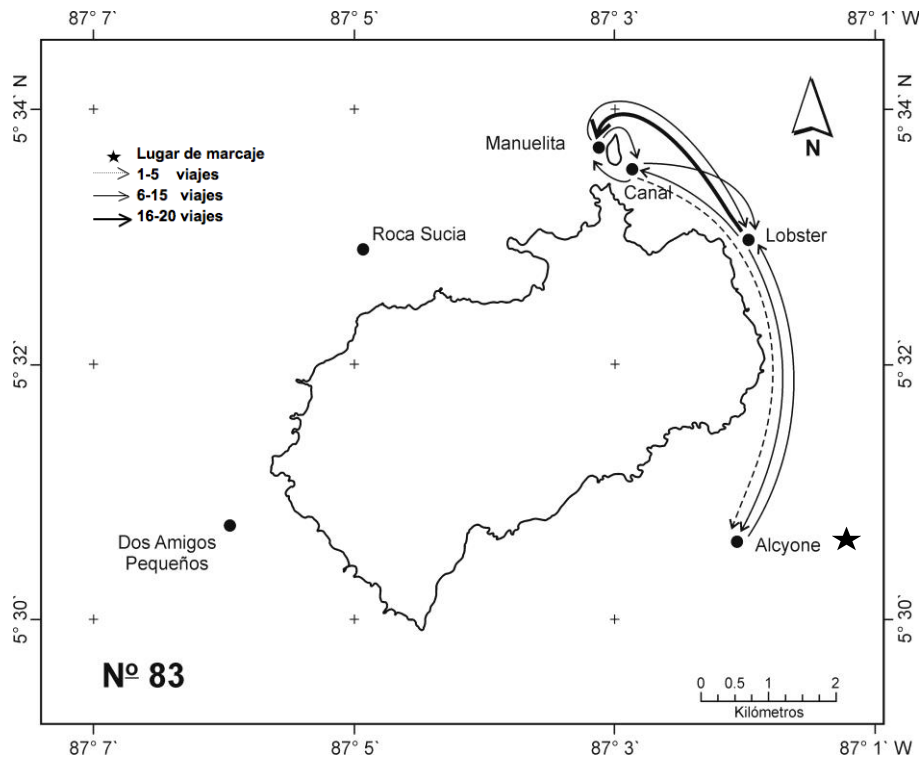 87° 7` 87° 5` 87° 3` 87° 1` W
5° 34` N
5° 34` N
N
★ Lugar de marcaje
1-5 viajes
6-15 viajes
16-20 viajes
Manuelita
Canal
Lobster
Roca Sucia
5° 32`
5° 32`
Dos Amigos
Pequeños
Alcyone ★
5° 30`
5° 30`
Nº 83
0 0.5 1 2
Kilómetros
87° 7` 87° 5` 87° 3` 87° 1` W